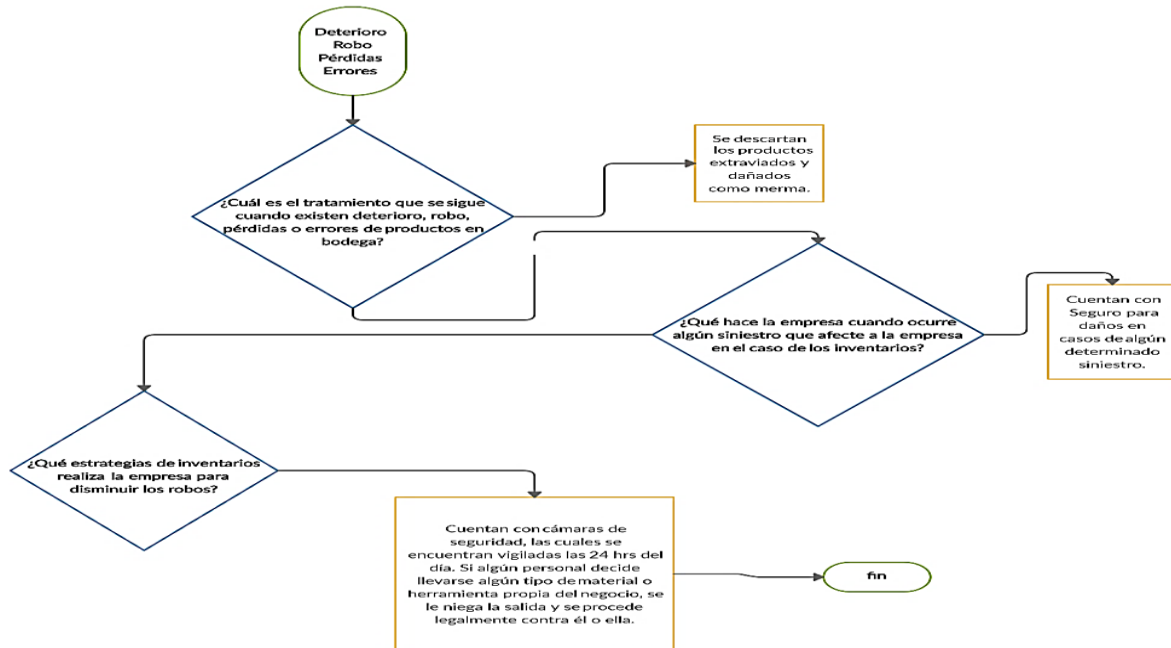 Deterioro
Robo
Pérdidas
Errores
¿Cuál es el tratamiento que se sigue
cuando existen deterioro, robo,
pérdidas o errores de productos en
bodega?
Se descartan
los productos
extraviados y
dañados
como merma.
¿Qué hace la empresa cuando ocurre
algún siniestro que afecte a la empresa
en el caso de los inventarios?
Cuentan con
Seguro para
daños en
casos de algún
determinado
siniestro.
¿Qué estrategias de inventarios
realiza la empresa para
disminuir los robos?
Cuentan con cámaras de
seguridad, las cuales se
encuentran vigiladas las 24 hrs del
día. Si algún personal decide
llevarse algún tipo de material o
herramienta propia del negocio, se
le niega la salida y se procede
legalmente contra él o ella.
fin